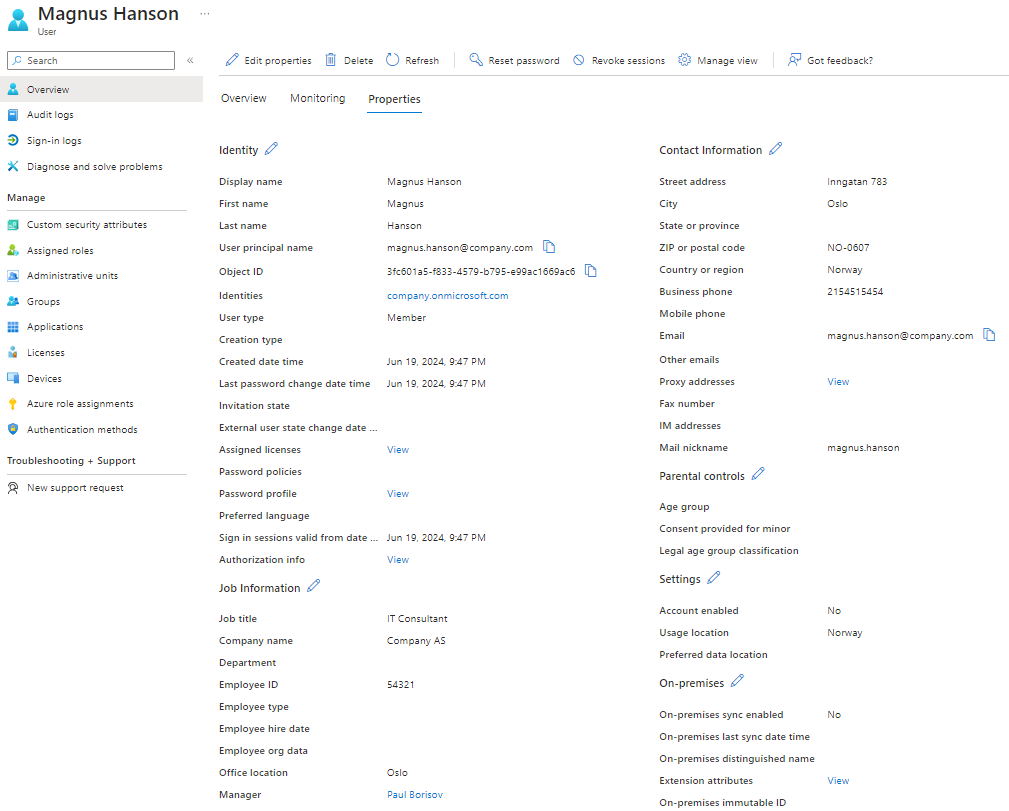 Magnus Hanson ...
User
Search «
Overview
Audit logs
Sign-in logs
Diagnose and solve problems
Manage
Custom security attributes
Assigned roles
Administrative units
Groups
Applications
Licenses
Devices
Azure role assignments
Authentication methods
Troubleshooting + Support
New support request
Edit properties Delete Refresh Reset password Revoke sessions Manage view Got feedback?
Overview Monitoring Properties
Identity
Display name Magnus Hanson
First name Magnus
Last name Hanson
User principal name magnus.hanson@company.com
Object ID 3fc601a5-f833-4579-b795-e99ac1669ac6
Identities company.onmicrosoft.com
User type Member
Creation type
Created date time Jun 19, 2024, 9:47 PM
Last password change date time Jun 19, 2024, 9:47 PM
Invitation state
External user state change date ...
Assigned licenses View
Password policies
Password profile View
Preferred language
Sign in sessions valid from date ... Jun 19, 2024, 9:47 PM
Authorization info View
Job Information
Job title IT Consultant
Company name Company AS
Department
Employee ID 54321
Employee type
Employee hire date
Employee org data
Office location Oslo
Manager Paul Borisov
Contact Information
Street address Inngatan 783
City Oslo
State or province
ZIP or postal code NO-0607
Country or region Norway
Business phone 2154515454
Mobile phone
Email magnus.hanson@company.com
Other emails
Proxy addresses View
Fax number
IM addresses
Mail nickname magnus.hanson
Parental controls
Age group
Consent provided for minor
Legal age group classification
Settings
Account enabled No
Usage location Norway
Preferred data location
On-premises
On-premises sync enabled No
On-premises last sync date time
On-premises distinguished name
Extension attributes View
On-premises immutable ID